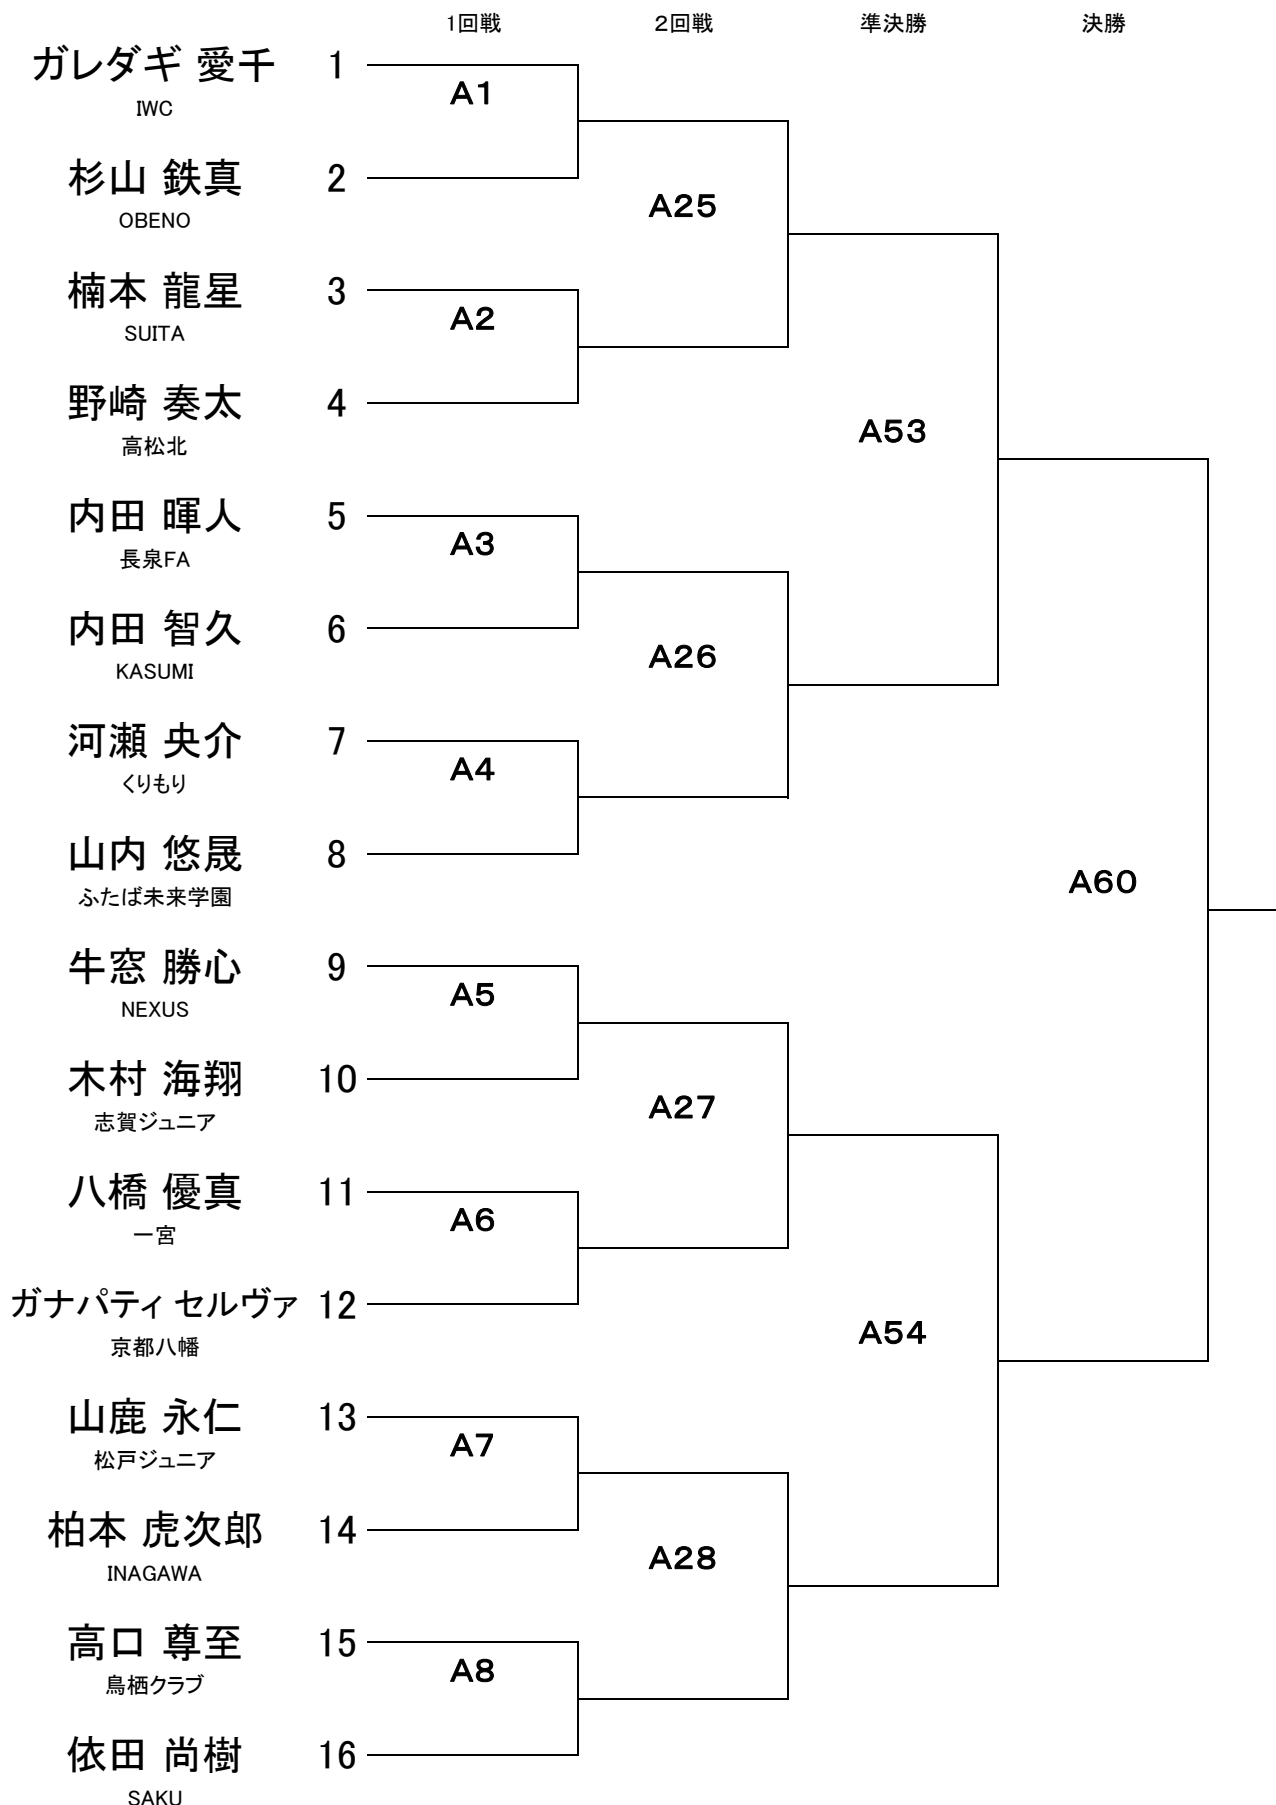 1回戦 2回戦 準決勝 決勝
ガレダギ 愛千 1
A1
IWC
杉山 鉄真 2
A25
OBENO
楠本 龍星 3
A2
SUITA
野崎 奏太 4
A53
高松北
内田 暉人 5
A3
長泉FA
内田 智久 6
A26
KASUMI
河瀬 央介 7
A4
くりもり
山内 悠晟 8
A60
ふたば未来学園
牛窓 勝心 9
A5
NEXUS
木村 海翔 10
A27
志賀ジュニア
八橋 優真 11
A6
一宮
ガナパティ セルヴァ 12
A54
京都八幡
山鹿 永仁 13
A7
松戸ジュニア
柏本 虎次郎 14
A28
INAGAWA
高口 尊至 15
A8
鳥栖クラブ
依田 尚樹 16
SAKU